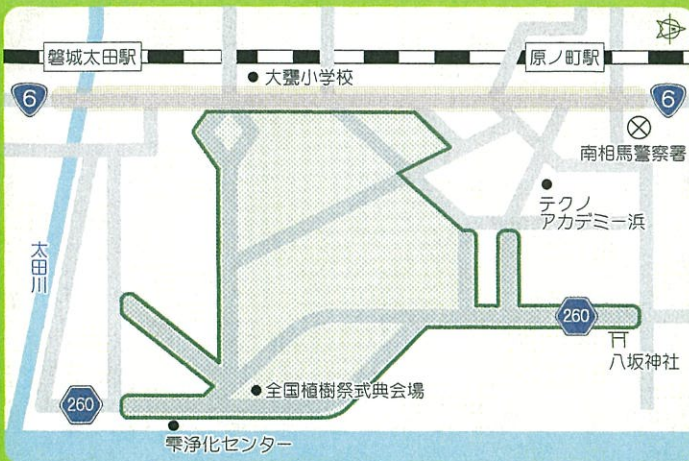 磐城太田駅
原ノ町駅
大甕小学校
6
6
南相馬警察署
テクノ
アカデミー浜
太田川
260
八坂神社
全国植樹祭式典会場
260
雫浄化センター